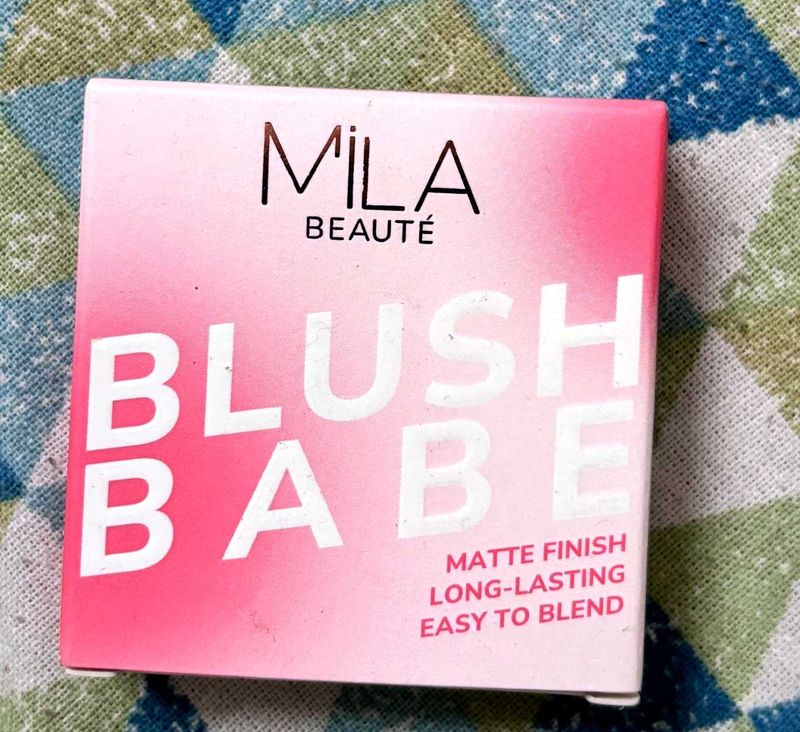 MiLA
BEAUTÉ
BLUSH
BABE
MATTE FINISH
LONG-LASTING
EASY TO BLEND